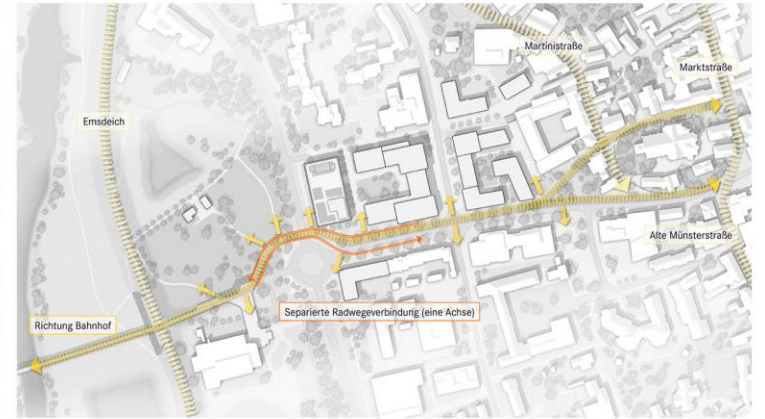 Martinistraße
Marktstraße
Emsdeich
Alte Münsterstraße
Separierte Radwegeverbindung (eine Achse)
Richtung Bahnhof